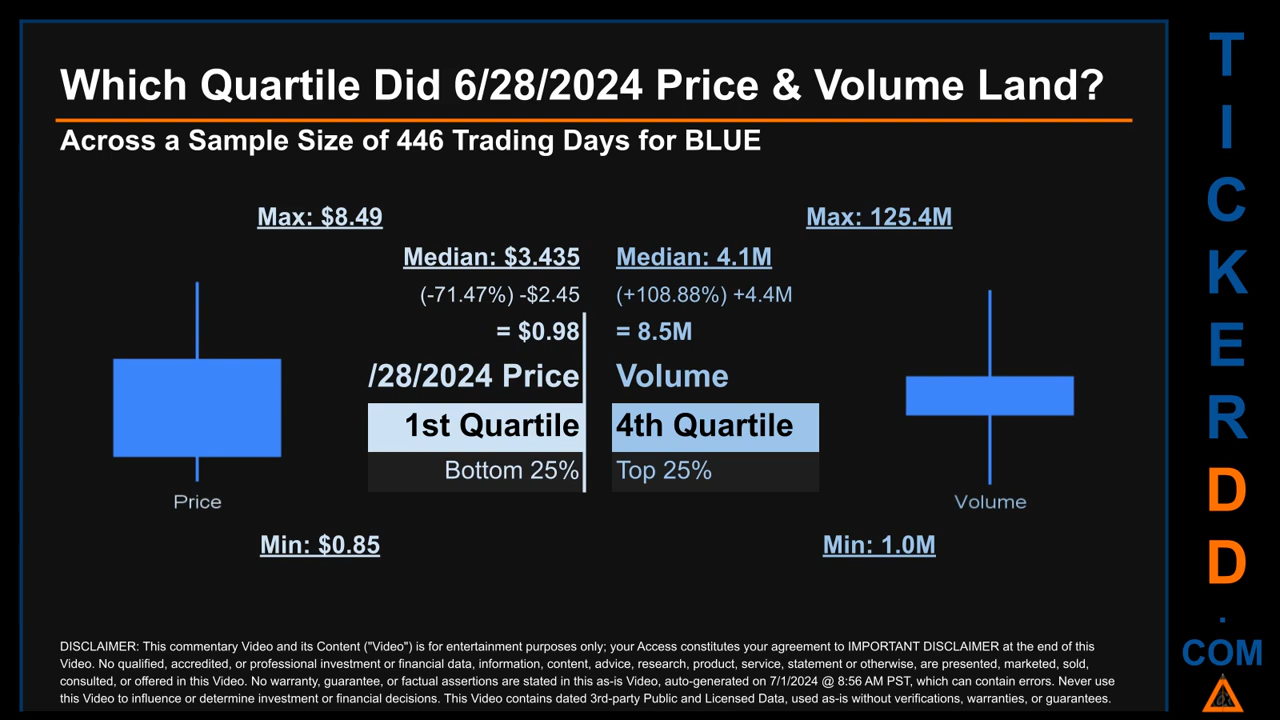 Which Quartile Did 6/28/2024 Price & Volume Land?
Across a Sample Size of 446 Trading Days for BLUE
Max: $8.49
Max: 125.4M
Median: $3.435
Median: 4.1M
(-71.47%) -$2.45
(+108.88%) +4.4M
= $0.98
= 8.5M
/28/2024 Price
Volume
1st Quartile
4th Quartile
Bottom 25%
Top 25%
Price
Volume
Min: $0.85
Min: 1.0M
DISCLAIMER: This commentary Video and its Content ("Video") is for entertainment purposes only; your Access constitutes your agreement to IMPORTANT DISCLAIMER at the end of this
Video. No qualified, accredited, or professional investment or financial data, information, content, advice, research, product, service, statement or otherwise, are presented, marketed, sold,
consulted, or offered in this Video. No warranty, guarantee, or factual assertions are stated in this as-is Video, auto-generated on 7/1/2024 @ 8:56 AM PST, which can contain errors. Never use
this Video to influence or determine investment or financial decisions. This Video contains dated 3rd-party Public and Licensed Data, used as-is without verifications, warranties, or guarantees.
T
I
C
K
E
R
D
D
.
COM